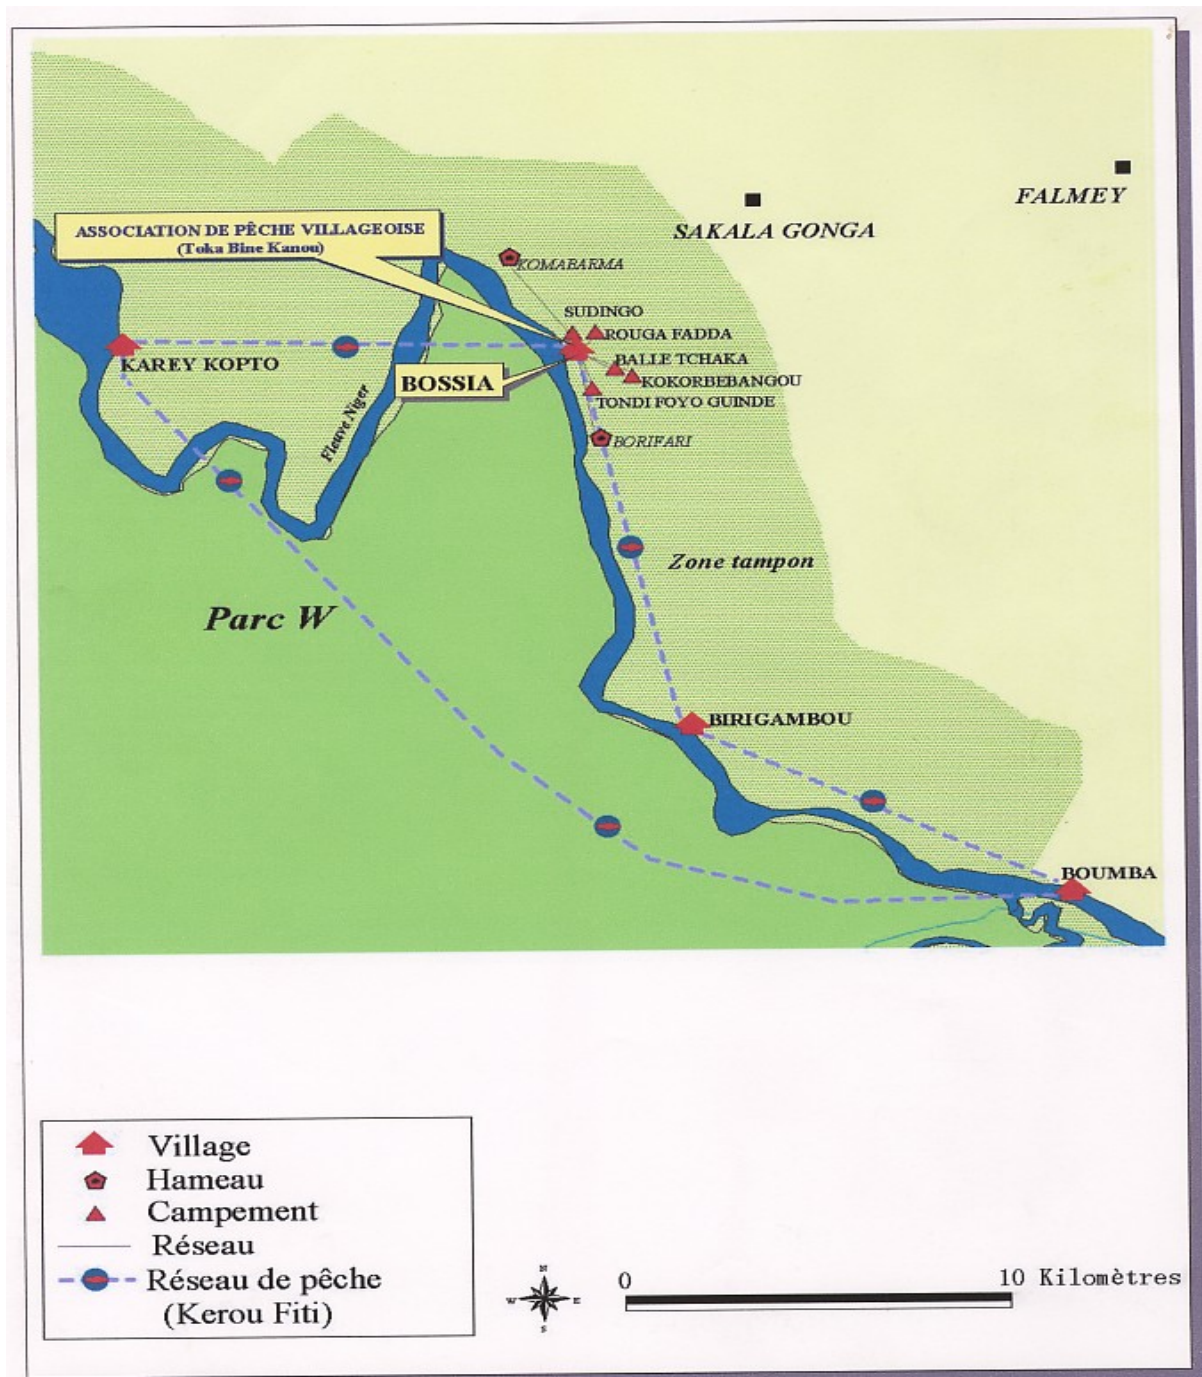 FALMEY
SAKALA GONGA
ASSOCIATION DE PÊCHE VILLAGEOISE
(Toka Bine Kanou)
KOMABARMA
SUDINGO
ROUGA FADDA
KAREY KOPTO
BALLE TCHAKA
BOSSIA
KOKORBEBANGOU
TONDI FOYO GUINDE
Fleuve Niger
BORIFARI
Zone tampon
Parc W
BIRIGAMBOU
BOUMBA
Village
Hameau
Campement
Réseau
Réseau de pêche
(Kerou Fiti)
N
W E
S
0 10 Kilomètres